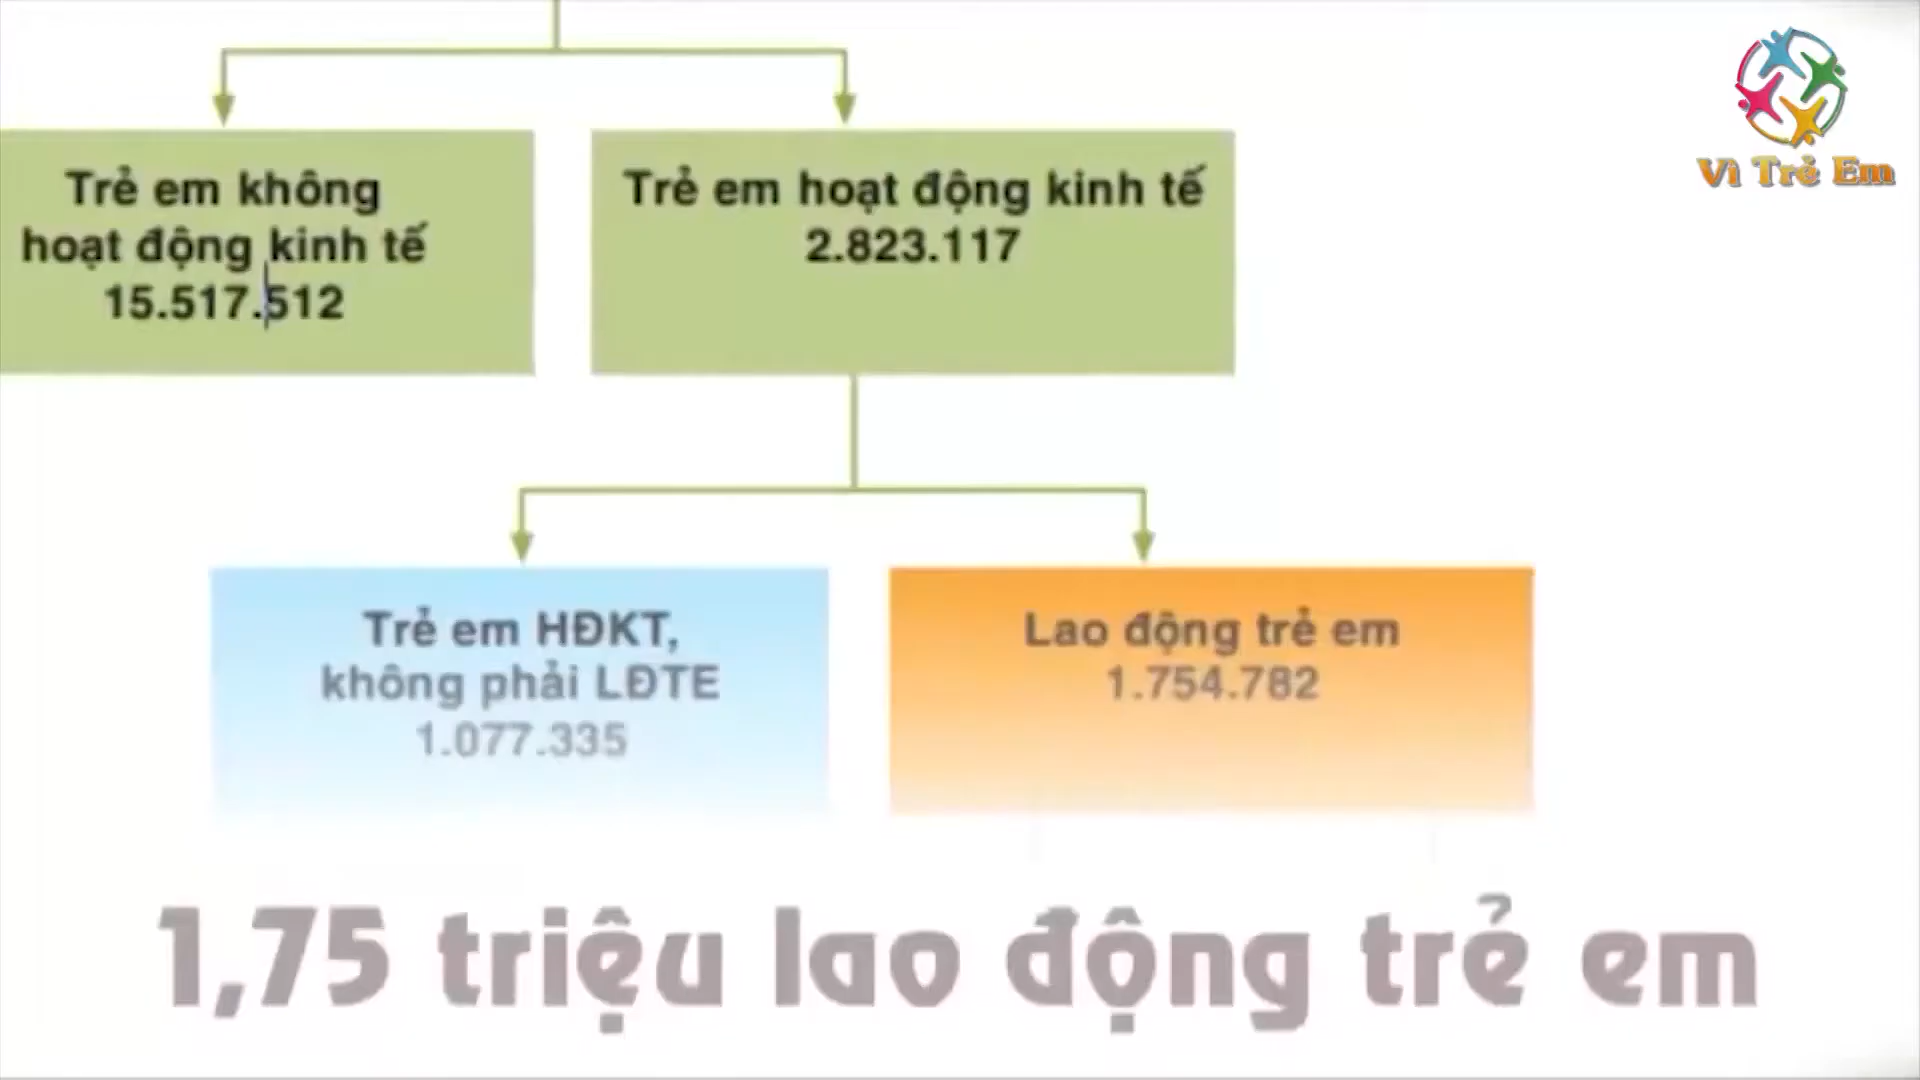 Vì Trẻ Em
Trẻ em không
hoạt động kinh tế
15.517.512
Trẻ em hoạt động kinh tế
2.823.117
Trẻ em HĐKT,
không phải LĐTE
1.077.335
Lao động trẻ em
1.754.782
1,75 triệu lao động trẻ em